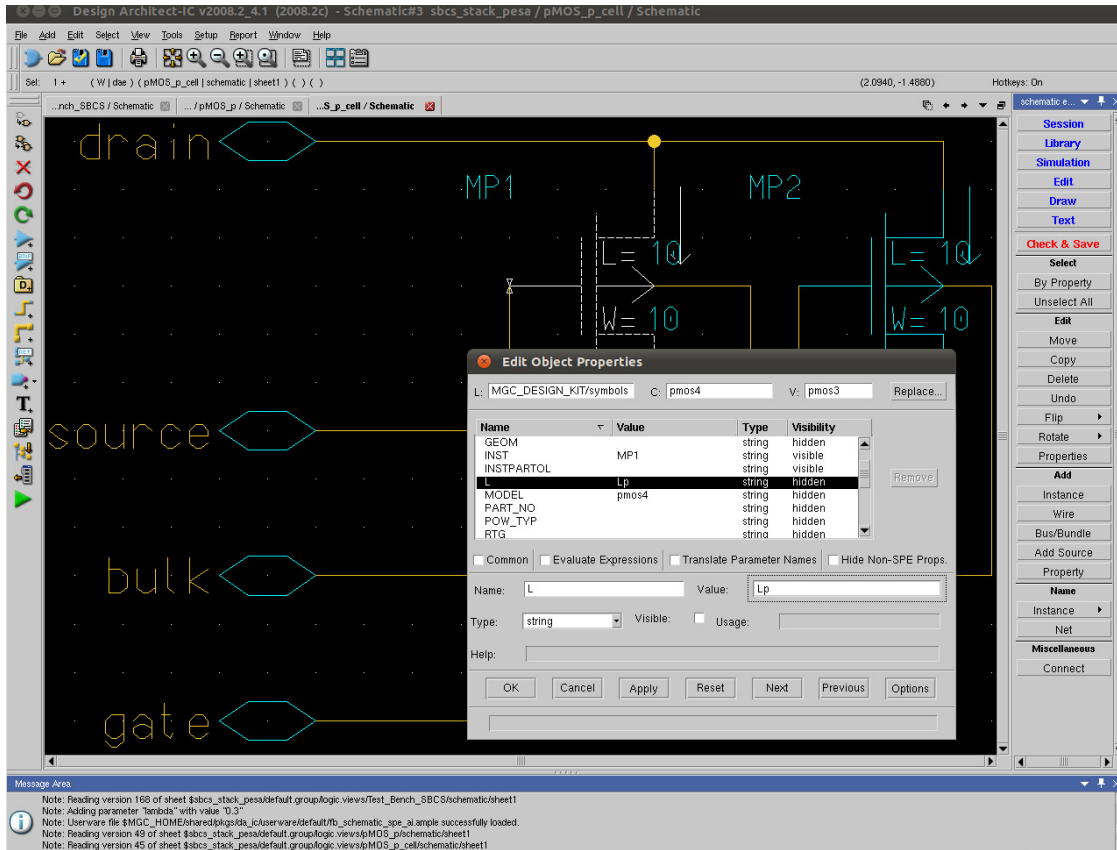 Design Architect-IC v2008.2_4.1 (2008.2c) - Schematic#3 sbcs_stack_pesa / pMOS_p_cell / Schematic
File Add Edit Select View Tools Setup Report Window Help
Sel: 1 + ( W | dae ) ( pMOS_p_cell | schematic | sheet1 ) ( ) ( ) (2.0940, -1.4880) Hotkeys: On
...nch_SBCS / Schematic ... / pMOS_p / Schematic ...S_p_cell / Schematic
schematic e...
Session
Library
Simulation
Edit
Draw
Text
Check & Save
Select
By Property
Unselect All
Edit
Move
Copy
Delete
Undo
Flip
Rotate
Properties
Add
Instance
Wire
Bus/Bundle
Add Source
Property
Name
Instance
Net
Miscellaneous
Connect
drain
MP1 MP2
L= 10 L= 10
W= 10 W= 10
source
bulk
gate
Edit Object Properties
L: MGC_DESIGN_KIT/symbols C: pmos4 V: pmos3 Replace...
Name Value Type Visibility
GEOM string hidden
INST MP1 string visible
INSTPARTOL string visible
L Lp string hidden
MODEL pmos4 string hidden
PART_NO string hidden
POW_TYP string hidden
RTG string hidden
Remove
Common Evaluate Expressions Translate Parameter Names Hide Non-SPE Props.
Name: L Value: Lp
Type: string Visible: Usage:
Help:
OK Cancel Apply Reset Next Previous Options
Message Area
Note: Reading version 168 of sheet $sbcs_stack_pesa/default.group/logic.views/Test_Bench_SBCS/schematic/sheet1
Note: Adding parameter "lambda" with value "0.3"
Note: Userware file $MGC_HOME/shared/pkgs/da_ic/userware/default/fb_schematic_spe_ai.ample successfully loaded.
Note: Reading version 49 of sheet $sbcs_stack_pesa/default.group/logic.views/pMOS_p/schematic/sheet1
Note: Reading version 45 of sheet $sbcs_stack_pesa/default.group/logic.views/pMOS_p_cell/schematic/sheet1